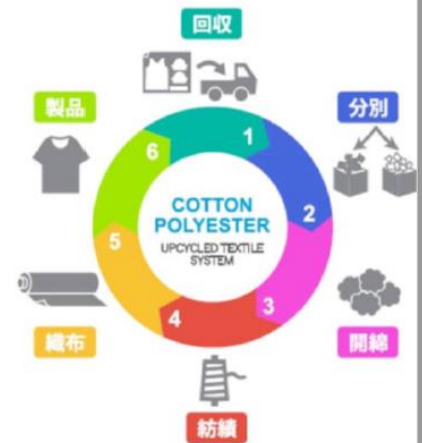 回収
製品
分別
1
6
2
5
3
4
COTTON
POLYESTER
UPCYCLED TEXTILE
SYSTEM
織布
開綿
紡績